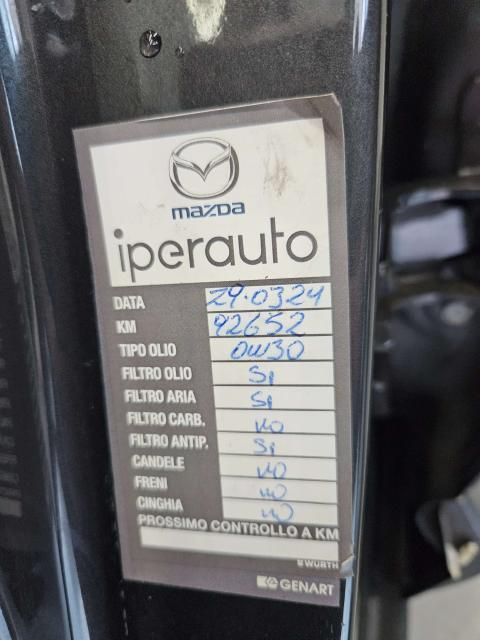 mazda
iperauto
DATA 29.03.24
KM 92652
TIPO OLIO 0W30
FILTRO OLIO Si
FILTRO ARIA Si
FILTRO CARB. NO
FILTRO ANTIP. Si
CANDELE NO
FRENI NO
CINGHIA NO
PROSSIMO CONTROLLO A KM
WÜRTH
GENART